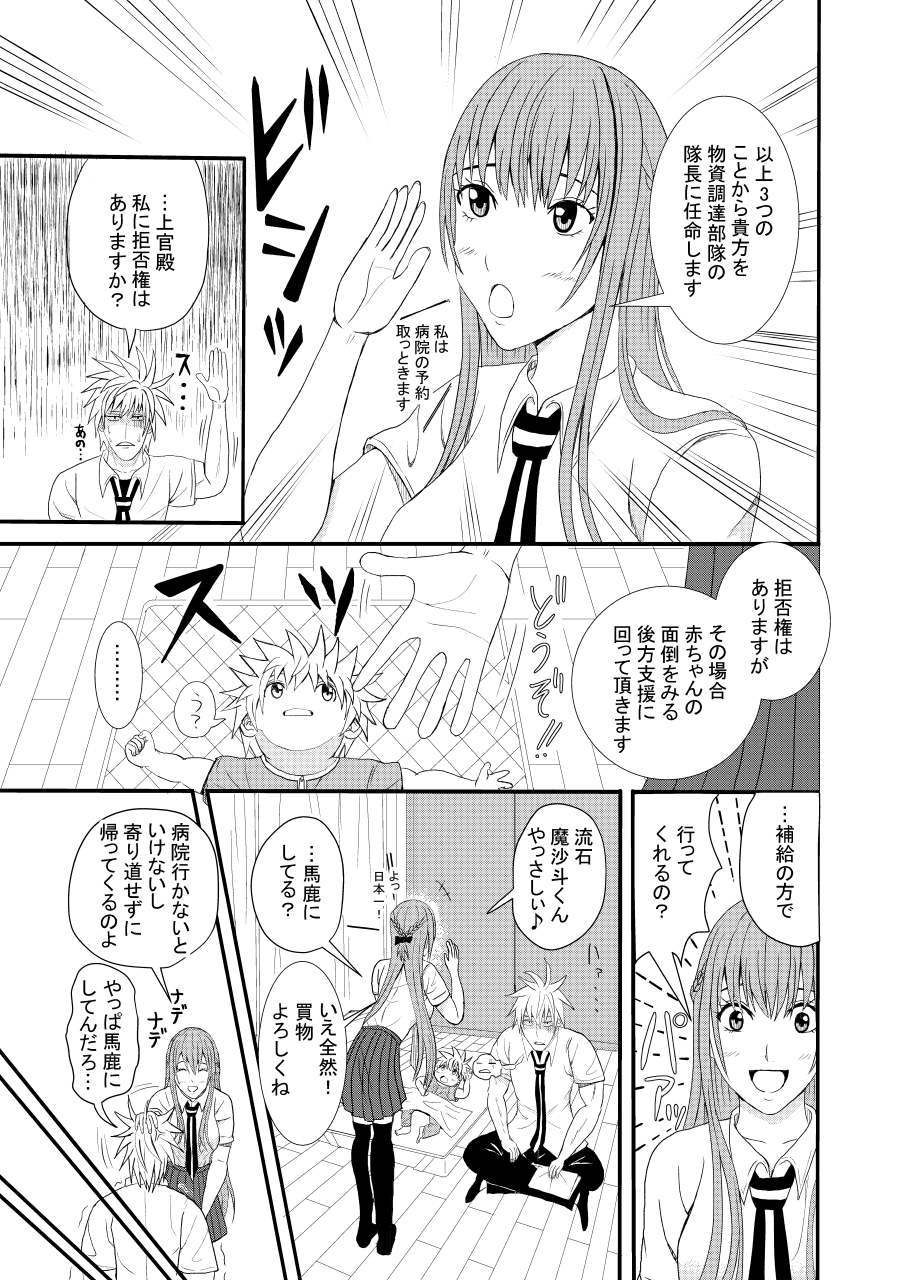 以上３つの
ことから貴方を
物資調達部隊の
隊長に任命します
ビシッ
私は
病院の予約
取っときます
…上官殿
私に拒否権は
ありますか？
ス…
あの…
拒否権は
ありますが
その場合
赤ちゃんの
面倒をみる
後方支援に
回って頂きます
どうぞ!!
スッ
？
………
…補給の方で
行って
くれるの？
パアッ
流石
魔沙斗くん
やっさしい♪
ハ？
よっ
日本一！
…馬鹿に
してる？
いえ全然！
買物
よろしくね
病院行かないと
いけないし
寄り道せずに
帰ってくるのよ
ナデ
ナデ
やっぱ馬鹿に
してんだろ…